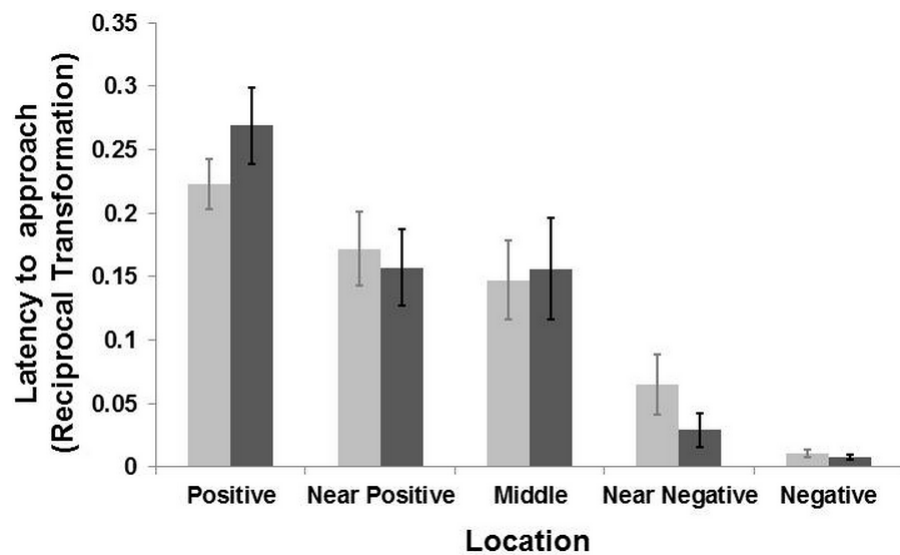 0.35
0.3
0.25
0.2
0.15
0.1
0.05
0
Latency to approach
(Reciprocal Transformation)
Positive Near Positive Middle Near Negative Negative
Location